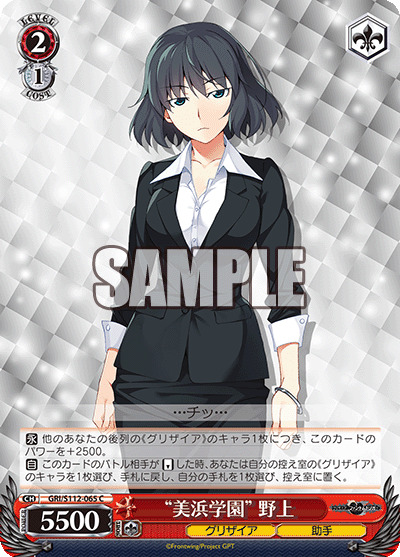 LEVEL
2
1
COST
SAMPLE
…チッ…
永 他のあなたの後列の《グリザイア》のキャラ1枚につき、このカードの
パワーを+2500。
自 このカードのバトル相手が した時、あなたは自分の控え室の《グリザイア》
のキャラを1枚選び、手札に戻し、自分の手札を1枚選び、控え室に置く。
CH GRI/S112-065 C
5500
“美浜学園” 野上
グリザイア 助手
©Frontwing/Project GPT